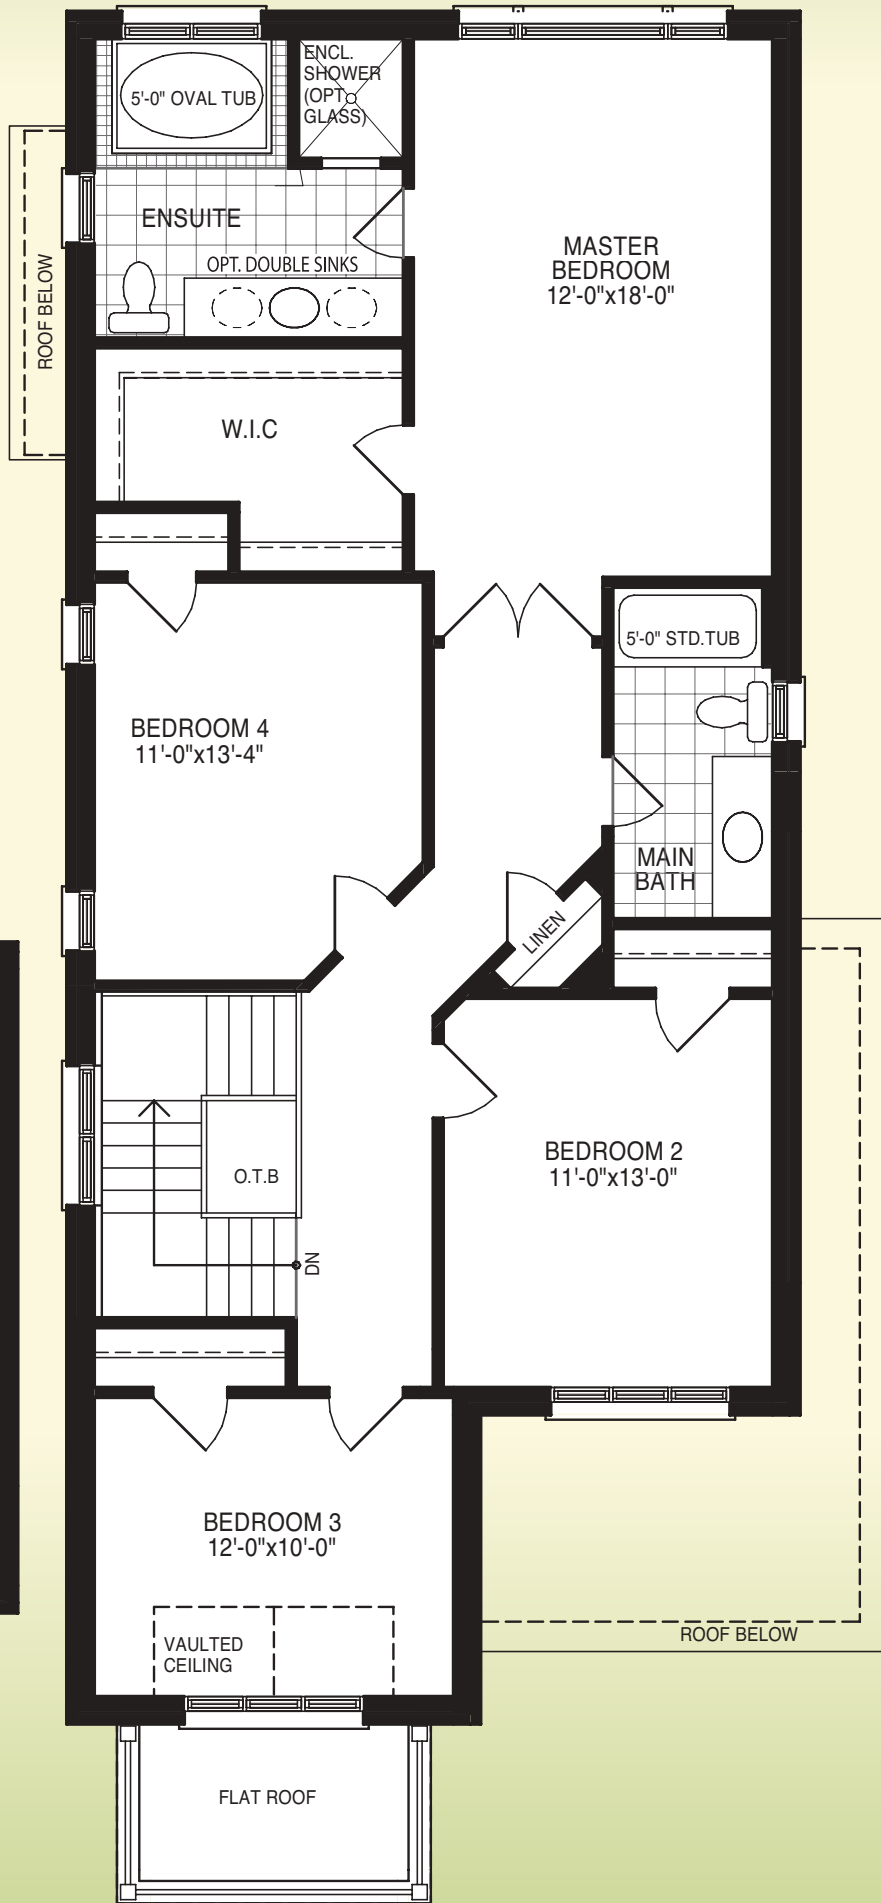 ENCL.
SHOWER
(OPT
GLASS)
5'-0" OVAL TUB
ENSUITE
OPT. DOUBLE SINKS
MASTER
BEDROOM
12'-0"x18'-0"
ROOF BELOW
W.I.C
5'-0" STD.TUB
BEDROOM 4
11'-0"x13'-4"
MAIN
BATH
LINEN
O.T.B
DN
BEDROOM 2
11'-0"x13'-0"
BEDROOM 3
12'-0"x10'-0"
VAULTED
CEILING
ROOF BELOW
FLAT ROOF